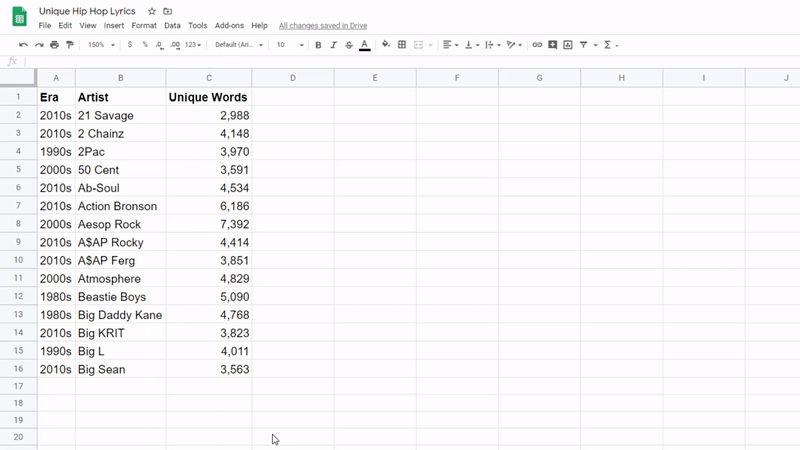 Unique Hip Hop Lyrics
File Edit View Insert Format Data Tools Add-ons Help All changes saved in Drive
150% $ % .0 .00 123 Default (Ari... 10 B I S A
fx
A B C D E F G H I J
1 Era Artist Unique Words
2 2010s 21 Savage 2,988
3 2010s 2 Chainz 4,148
4 1990s 2Pac 3,970
5 2000s 50 Cent 3,591
6 2010s Ab-Soul 4,534
7 2010s Action Bronson 6,186
8 2000s Aesop Rock 7,392
9 2010s A$AP Rocky 4,414
10 2010s A$AP Ferg 3,851
11 2000s Atmosphere 4,829
12 1980s Beastie Boys 5,090
13 1980s Big Daddy Kane 4,768
14 2010s Big KRIT 3,823
15 1990s Big L 4,011
16 2010s Big Sean 3,563
17
18
19
20